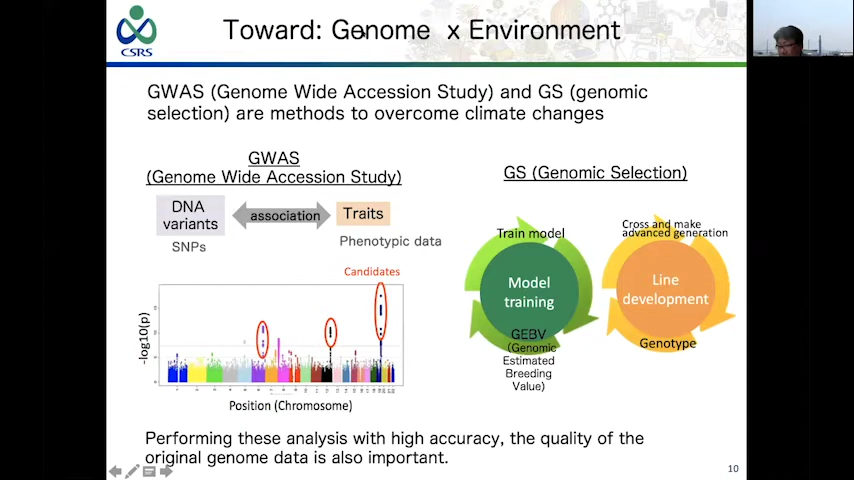 CSRS
Toward: Genome x Environment
GWAS (Genome Wide Accession Study) and GS (genomic
selection) are methods to overcome climate changes
GWAS
(Genome Wide Accession Study)
DNA
variants
association
Traits
SNPs
Phenotypic data
Candidates
-log10(p)
Position (Chromosome)
GS (Genomic Selection)
Train model
Model
training
GEBV
(Genomic
Estimated
Breeding
Value)
Cross and make
advanced generation
Line
development
Genotype
Performing these analysis with high accuracy, the quality of the
original genome data is also important.
10